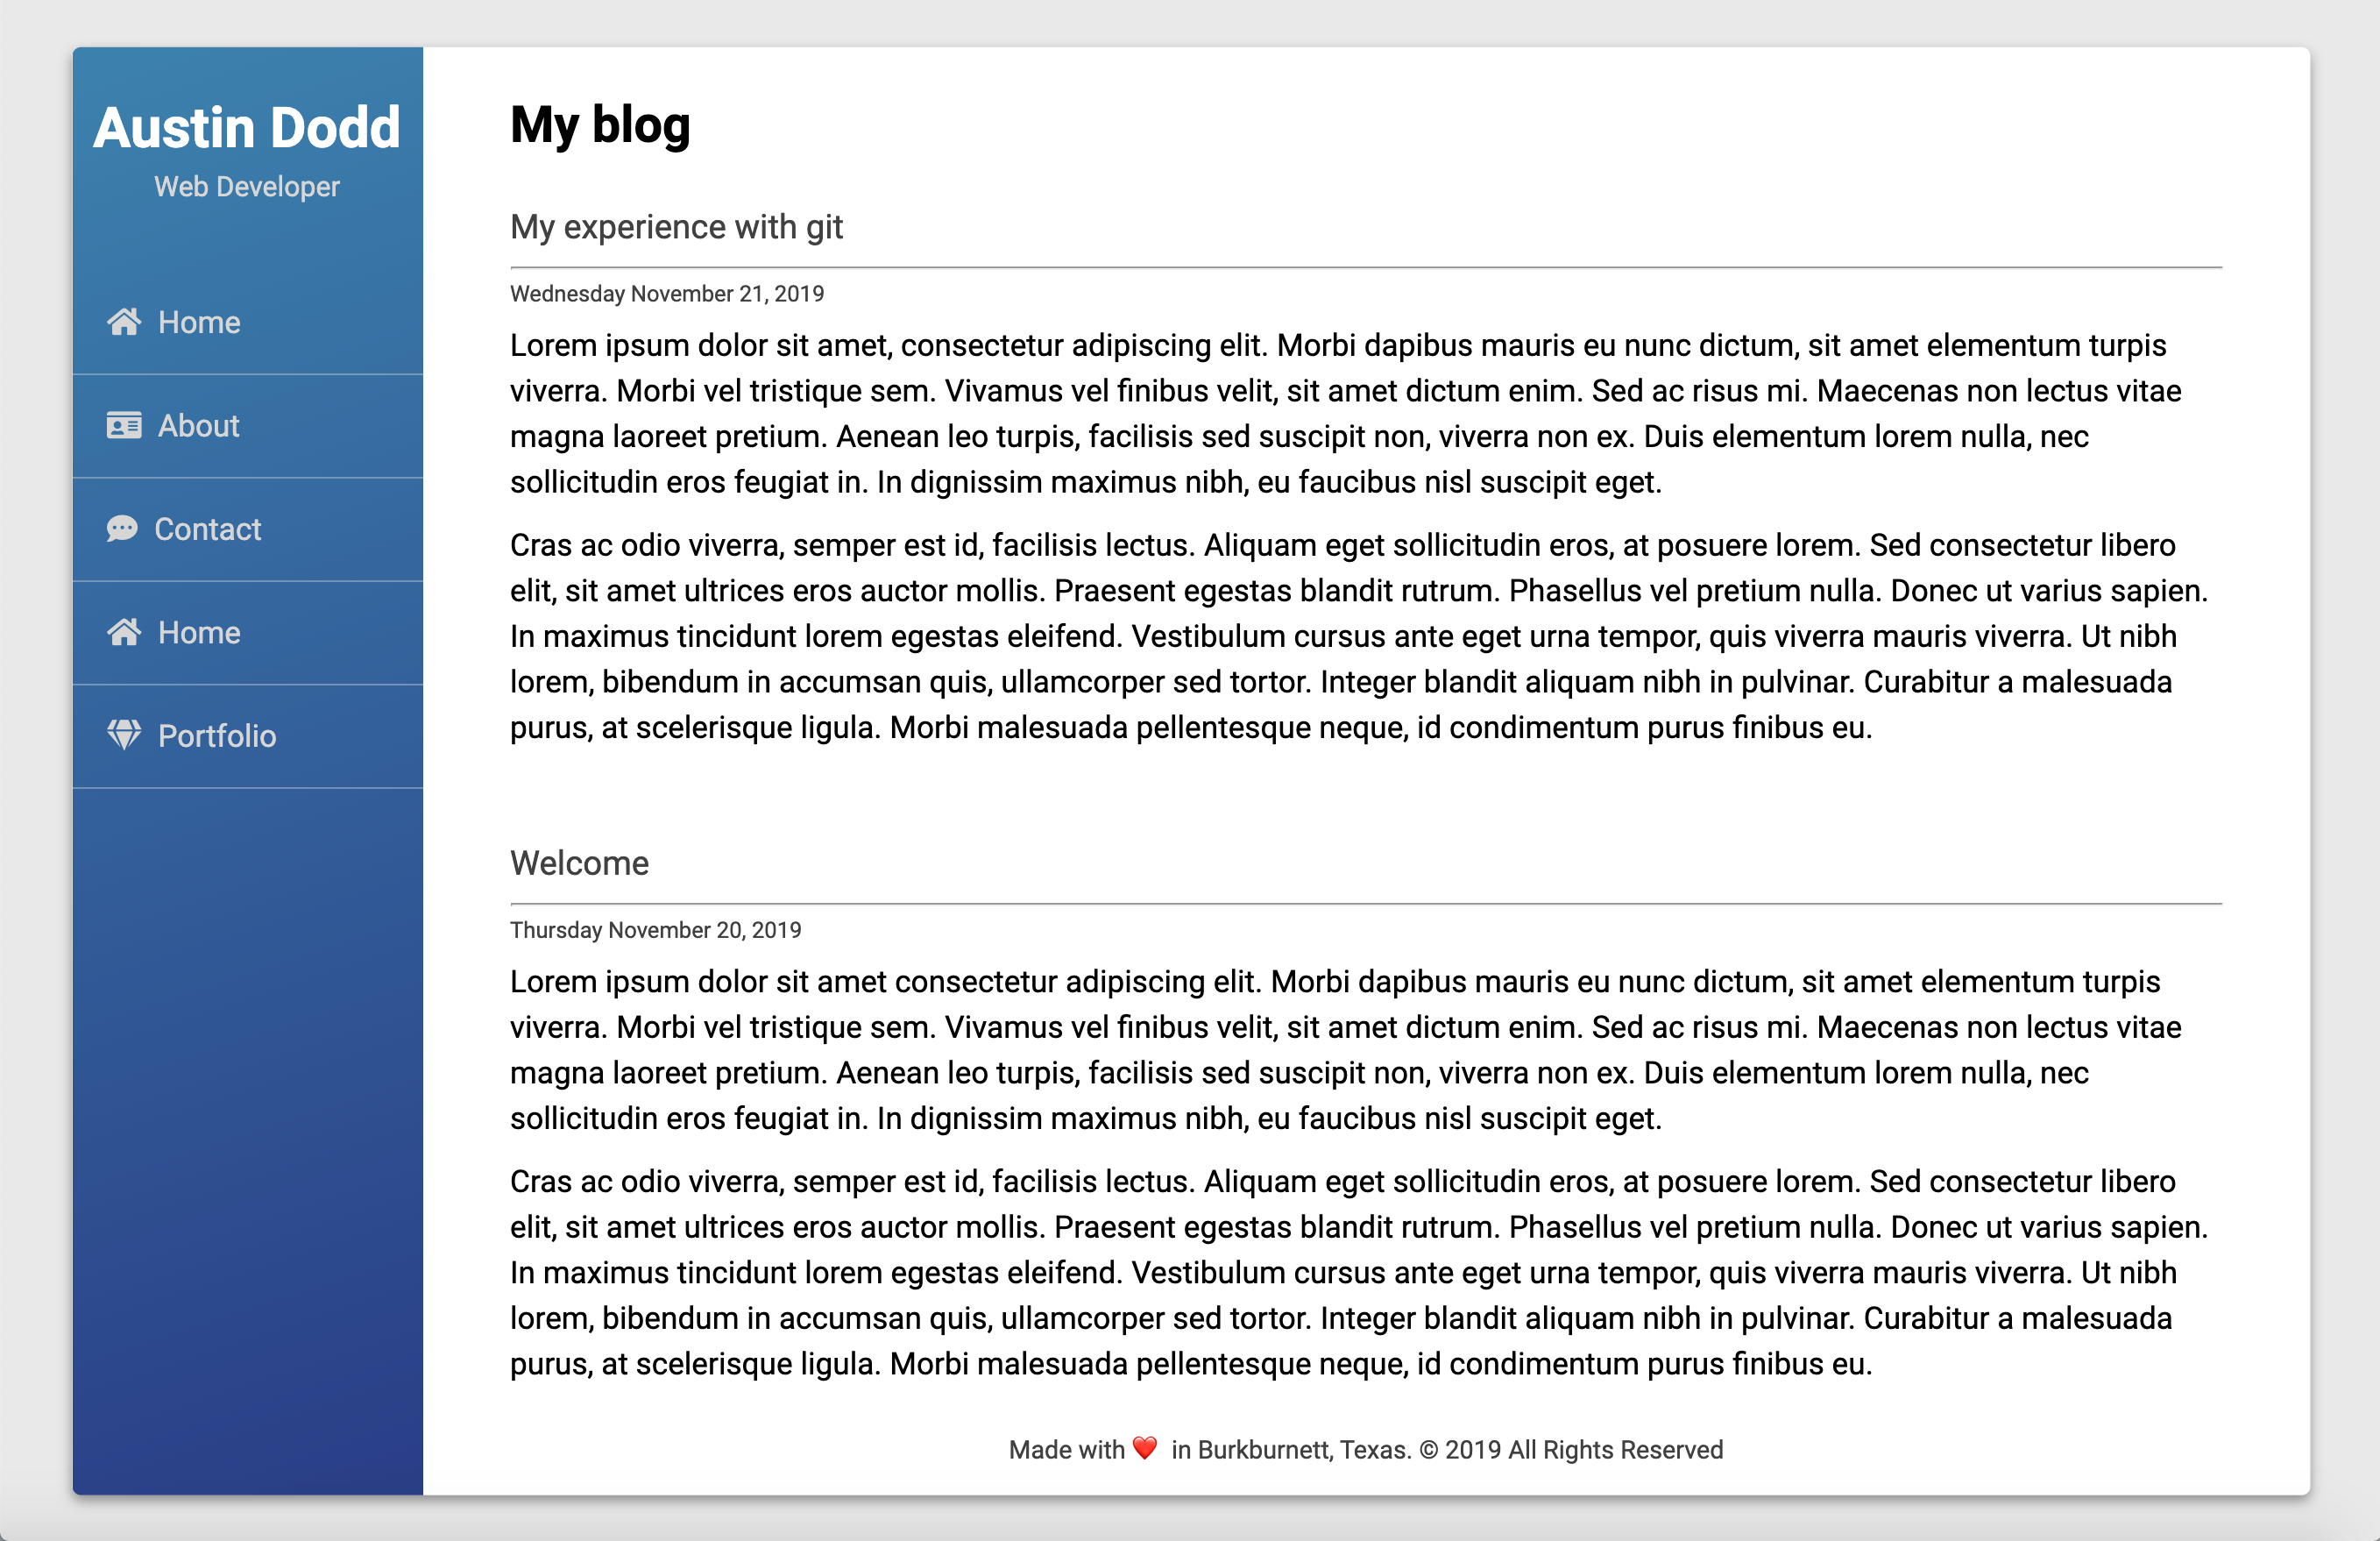 Austin Dodd
Web Developer
Home
About
Contact
Home
Portfolio
My blog
My experience with git
Wednesday November 21, 2019
Lorem ipsum dolor sit amet, consectetur adipiscing elit. Morbi dapibus mauris eu nunc dictum, sit amet elementum turpis
viverra. Morbi vel tristique sem. Vivamus vel finibus velit, sit amet dictum enim. Sed ac risus mi. Maecenas non lectus vitae
magna laoreet pretium. Aenean leo turpis, facilisis sed suscipit non, viverra non ex. Duis elementum lorem nulla, nec
sollicitudin eros feugiat in. In dignissim maximus nibh, eu faucibus nisl suscipit eget.
Cras ac odio viverra, semper est id, facilisis lectus. Aliquam eget sollicitudin eros, at posuere lorem. Sed consectetur libero
elit, sit amet ultrices eros auctor mollis. Praesent egestas blandit rutrum. Phasellus vel pretium nulla. Donec ut varius sapien.
In maximus tincidunt lorem egestas eleifend. Vestibulum cursus ante eget urna tempor, quis viverra mauris viverra. Ut nibh
lorem, bibendum in accumsan quis, ullamcorper sed tortor. Integer blandit aliquam nibh in pulvinar. Curabitur a malesuada
purus, at scelerisque ligula. Morbi malesuada pellentesque neque, id condimentum purus finibus eu.
Welcome
Thursday November 20, 2019
Lorem ipsum dolor sit amet consectetur adipiscing elit. Morbi dapibus mauris eu nunc dictum, sit amet elementum turpis
viverra. Morbi vel tristique sem. Vivamus vel finibus velit, sit amet dictum enim. Sed ac risus mi. Maecenas non lectus vitae
magna laoreet pretium. Aenean leo turpis, facilisis sed suscipit non, viverra non ex. Duis elementum lorem nulla, nec
sollicitudin eros feugiat in. In dignissim maximus nibh, eu faucibus nisl suscipit eget.
Cras ac odio viverra, semper est id, facilisis lectus. Aliquam eget sollicitudin eros, at posuere lorem. Sed consectetur libero
elit, sit amet ultrices eros auctor mollis. Praesent egestas blandit rutrum. Phasellus vel pretium nulla. Donec ut varius sapien.
In maximus tincidunt lorem egestas eleifend. Vestibulum cursus ante eget urna tempor, quis viverra mauris viverra. Ut nibh
lorem, bibendum in accumsan quis, ullamcorper sed tortor. Integer blandit aliquam nibh in pulvinar. Curabitur a malesuada
purus, at scelerisque ligula. Morbi malesuada pellentesque neque, id condimentum purus finibus eu.
Made with ❤️ in Burkburnett, Texas. © 2019 All Rights Reserved